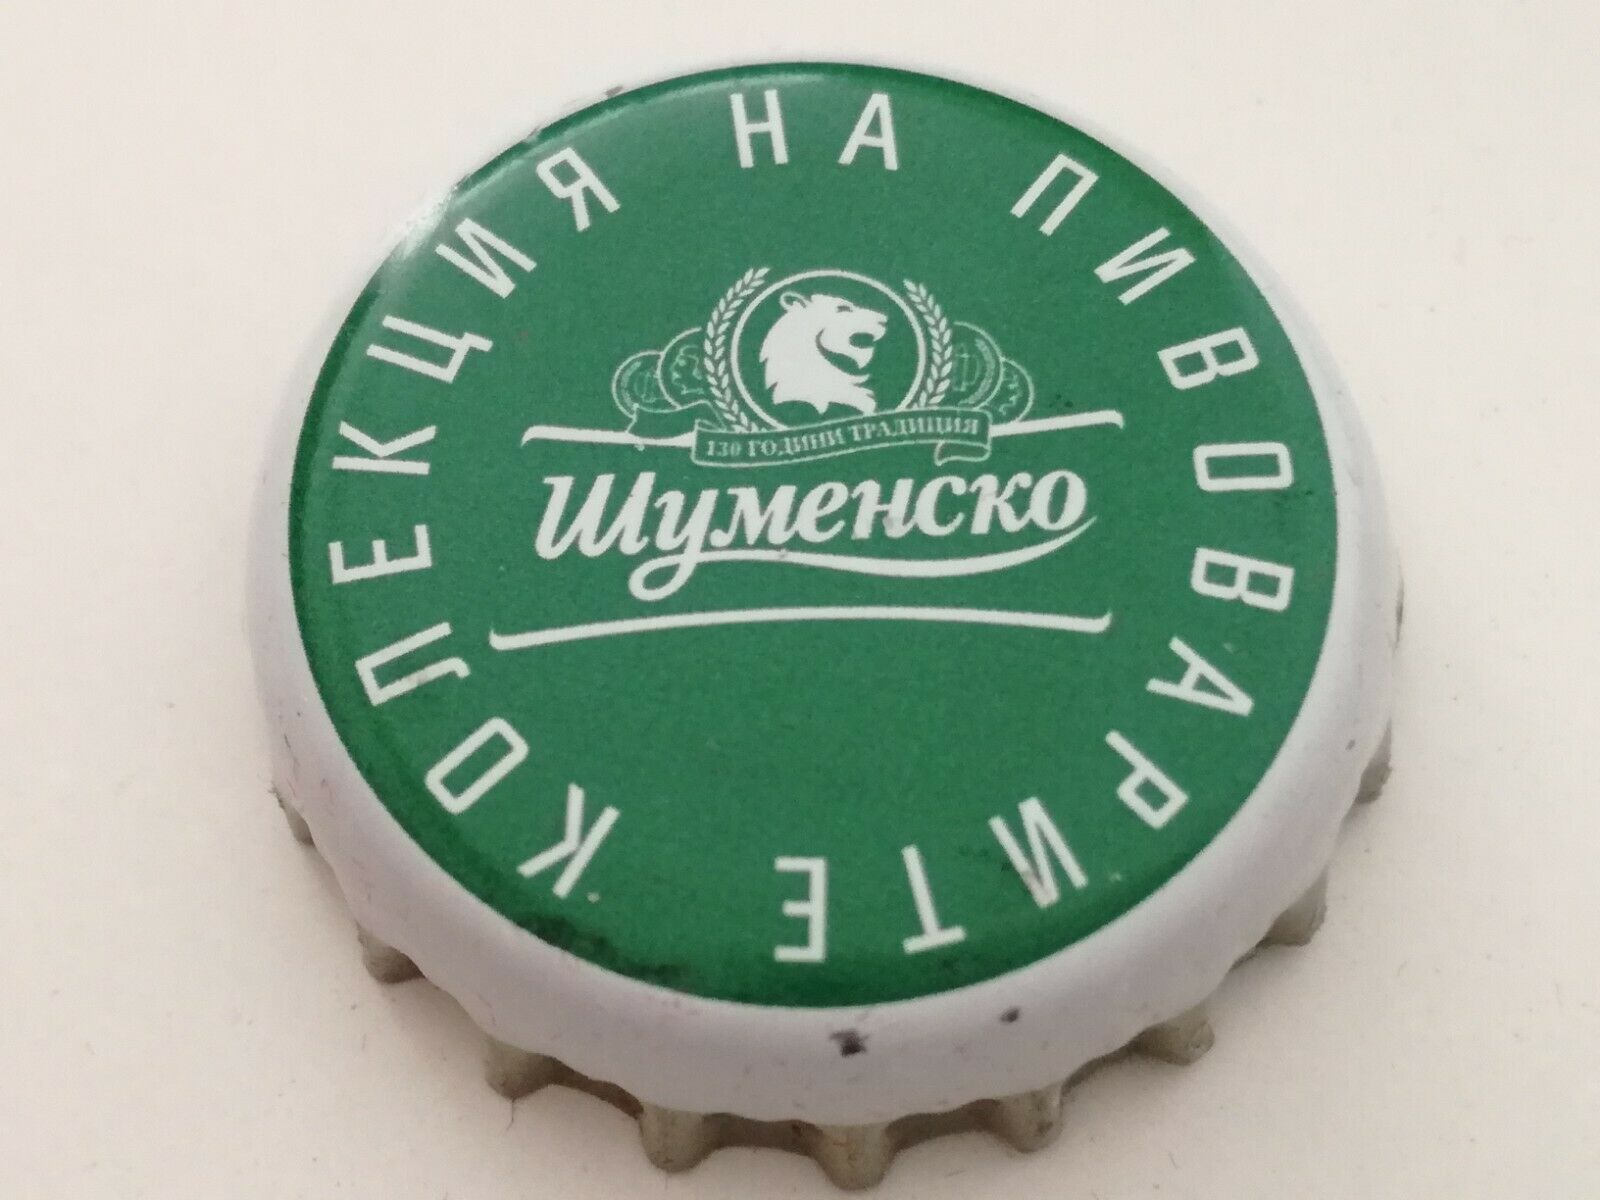 КОЛЕКЦИЯ НА ПИВОВАРИТЕ
130 ГОДИНИ ТРАДИЦИЯ
Шуменско